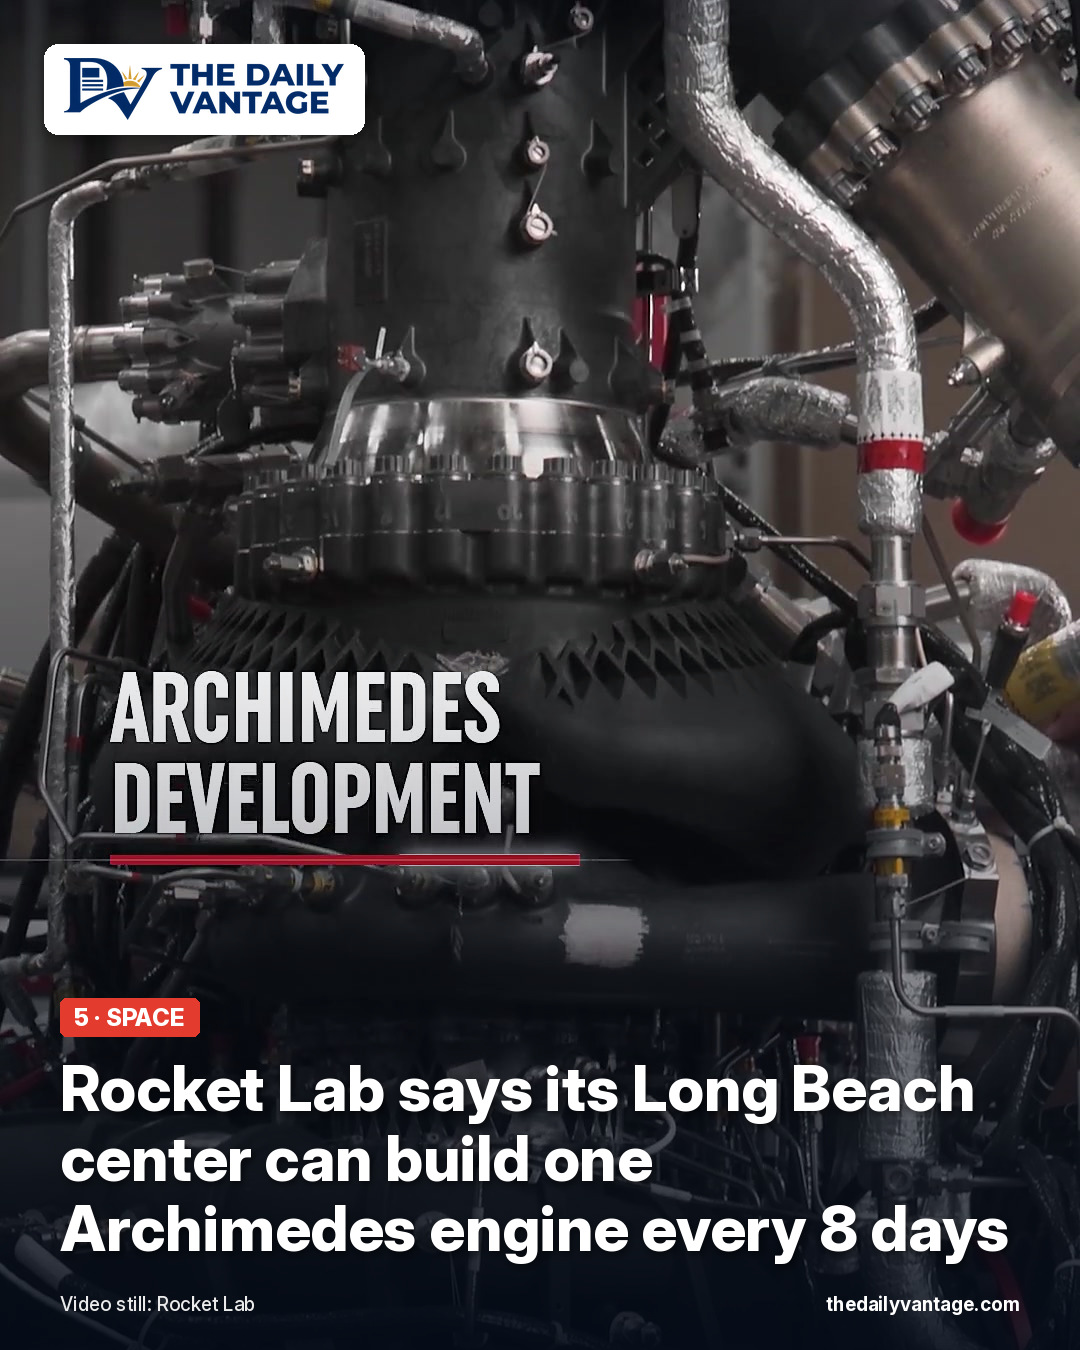 THE DAILY
VANTAGE
ARCHIMEDES
DEVELOPMENT
5 · SPACE
Rocket Lab says its Long Beach
center can build one
Archimedes engine every 8 days
Video still: Rocket Lab
thedailyvantage.com